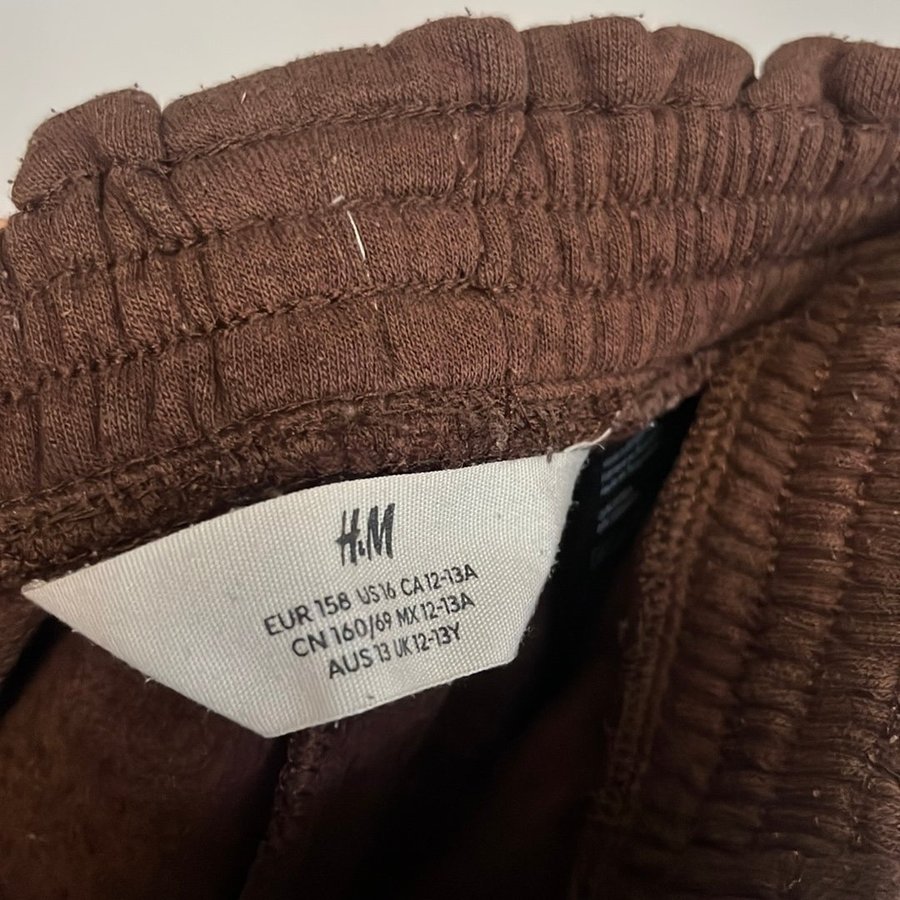 H&M
EUR 158 US 16 CA 12-13A
CN 160/69 MX 12-13A
AUS 13 UK 12-13Y